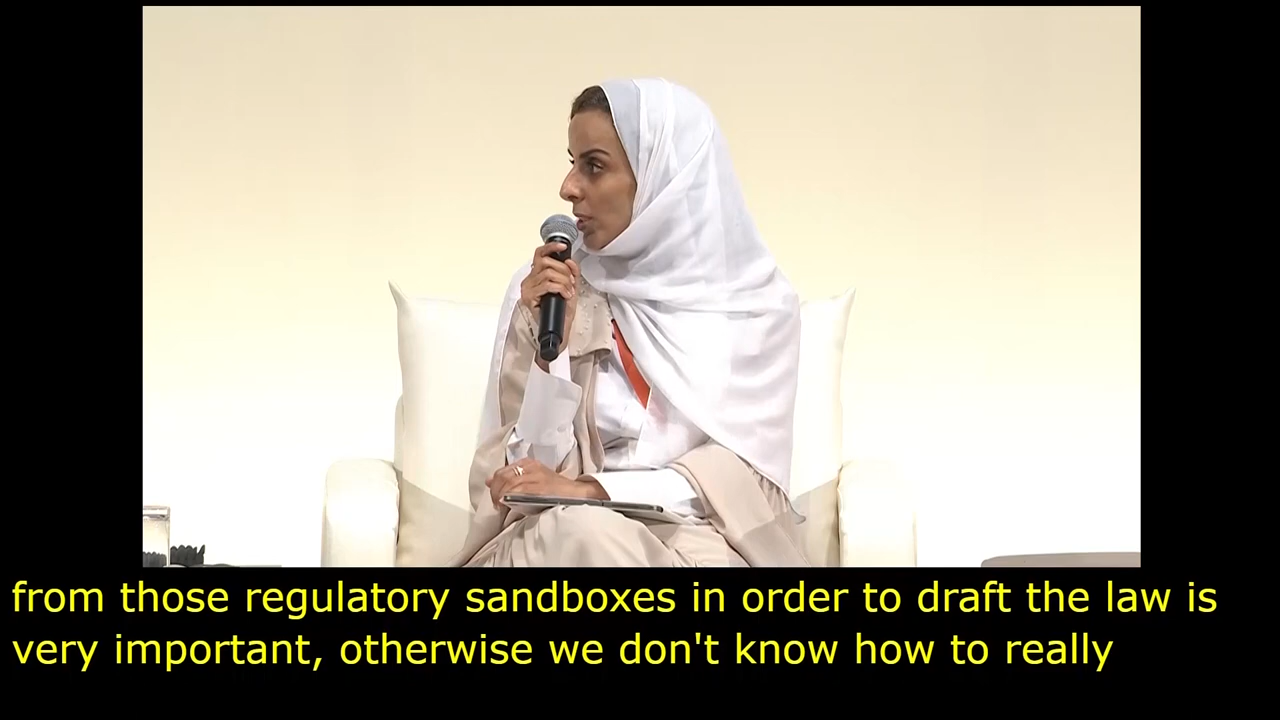 from those regulatory sandboxes in order to draft the law is
very important, otherwise we don't know how to really